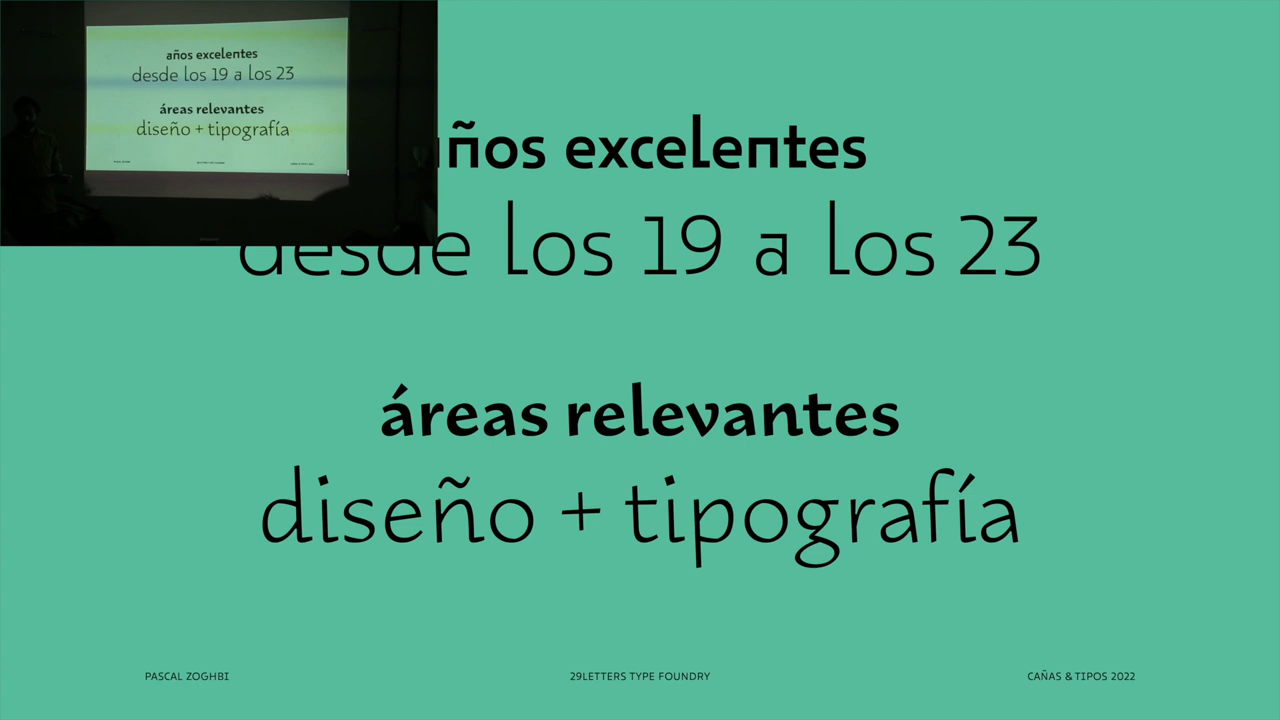 años excelentes
desde los 19 a los 23
áreas relevantes
diseño + tipografía
años excelentes
desde los 19 a los 23
áreas relevantes
diseño + tipografía
PASCAL ZOGHBI
29LETTERS TYPE FOUNDRY
CAÑAS & TIPOS 2022